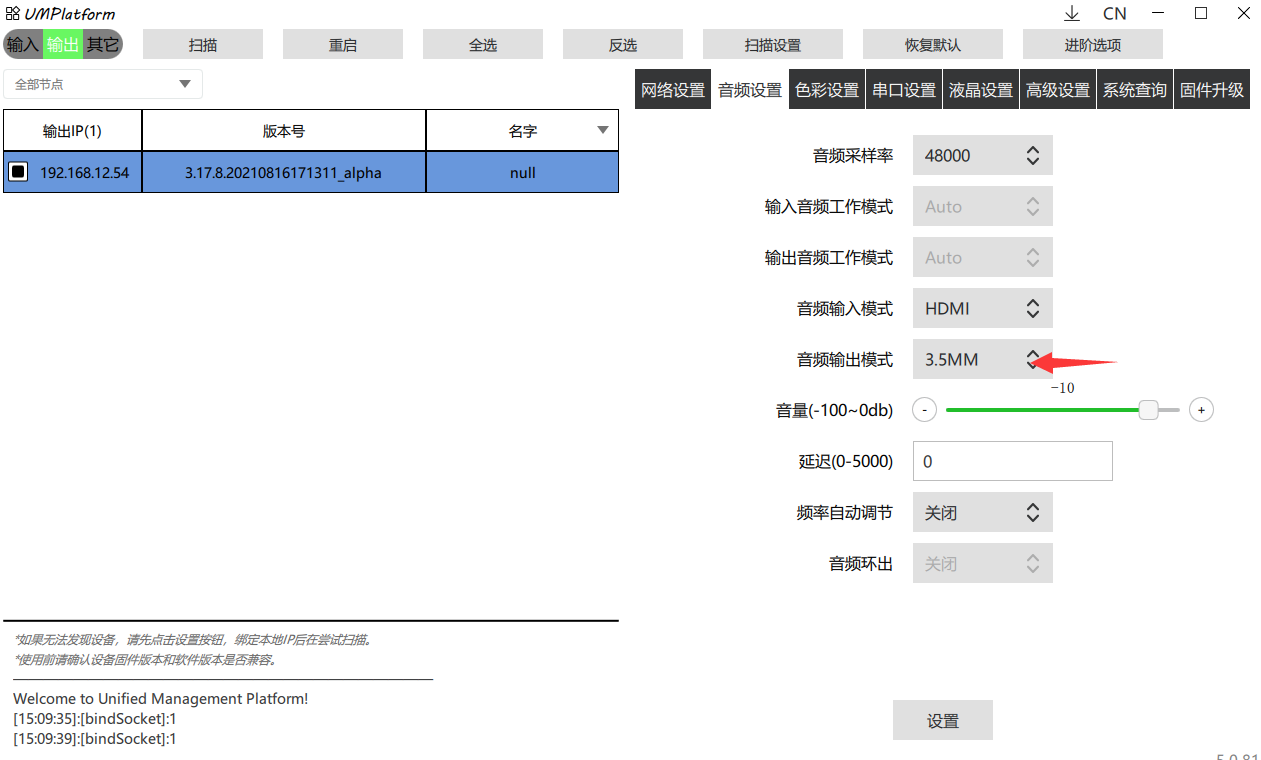 UMPlatform
CN
输入 输出 其它 扫描 重启 全选 反选 扫描设置 恢复默认 进阶选项
全部节点
网络设置 音频设置 色彩设置 串口设置 液晶设置 高级设置 系统查询 固件升级
输出IP(1) 版本号 名字
192.168.12.54 3.17.8.20210816171311_alpha null
音频采样率 48000
输入音频工作模式 Auto
输出音频工作模式 Auto
音频输入模式 HDMI
音频输出模式 3.5MM
-10
音量(-100~0db) - +
延迟(0-5000) 0
频率自动调节 关闭
音频环出 关闭
*如果无法发现设备，请先点击设置按钮，绑定本地IP后在尝试扫描。
*使用前请确认设备固件版本和软件版本是否兼容。
Welcome to Unified Management Platform!
[15:09:35]:[bindSocket]:1
[15:09:39]:[bindSocket]:1
设置
5.0.81